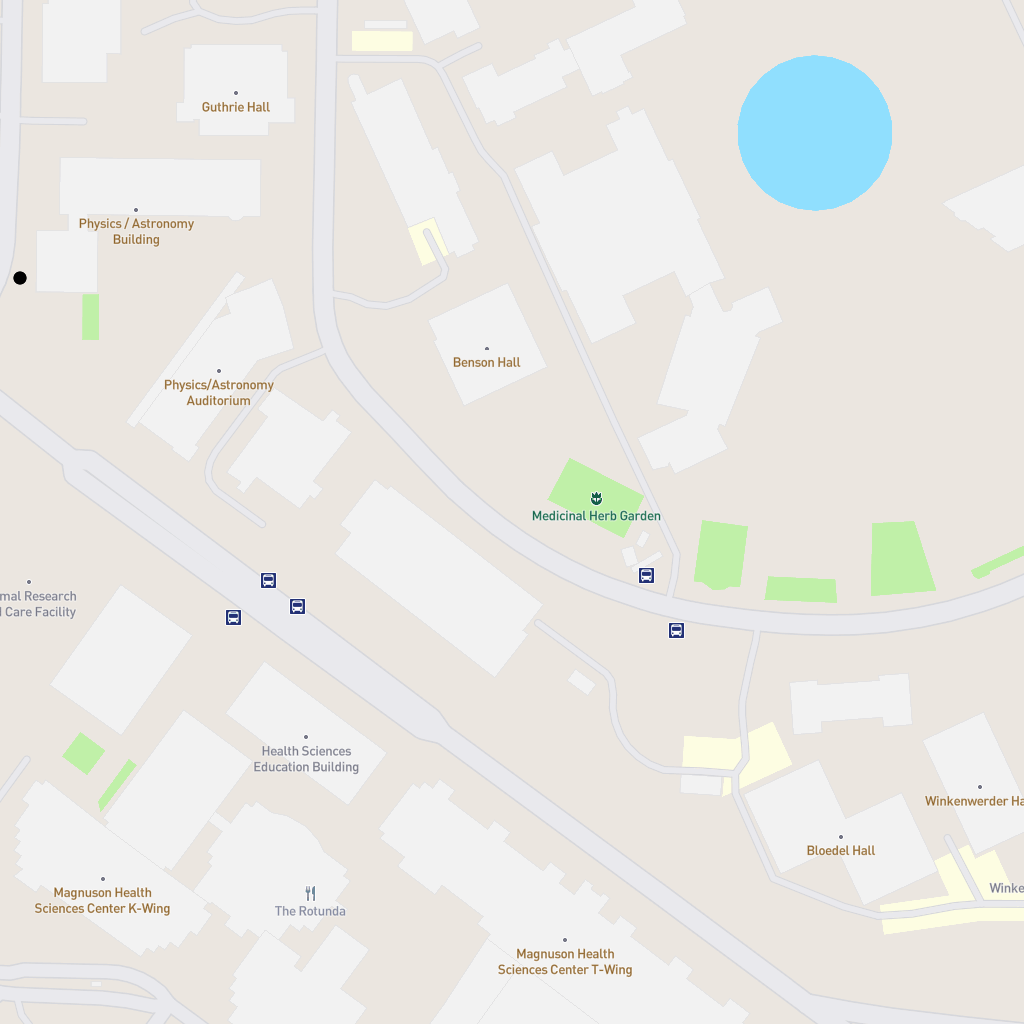 Guthrie Hall
Physics / Astronomy
Building
Benson Hall
Physics/Astronomy
Auditorium
Medicinal Herb Garden
mal Research
Care Facility
Health Sciences
Education Building
Winkenwerder Ha
Bloedel Hall
Magnuson Health
Sciences Center K-Wing
Winke
The Rotunda
Magnuson Health
Sciences Center T-Wing